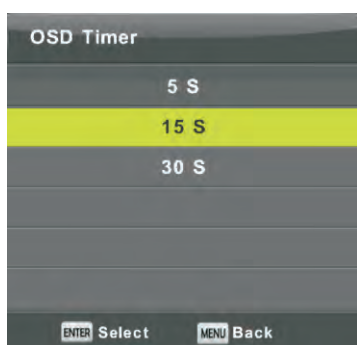 OSD Timer
5 S
15 S
30 S
ENTER Select MENU Back